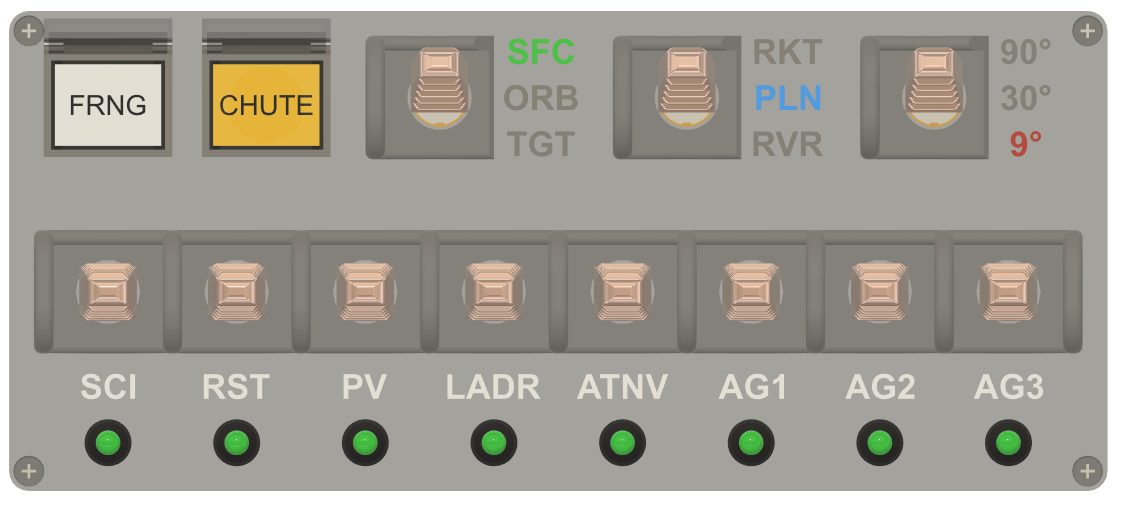 FRNG
CHUTE
SFC
ORB
TGT
RKT
PLN
RVR
90°
30°
9°
SCI RST PV LADR ATNV AG1 AG2 AG3